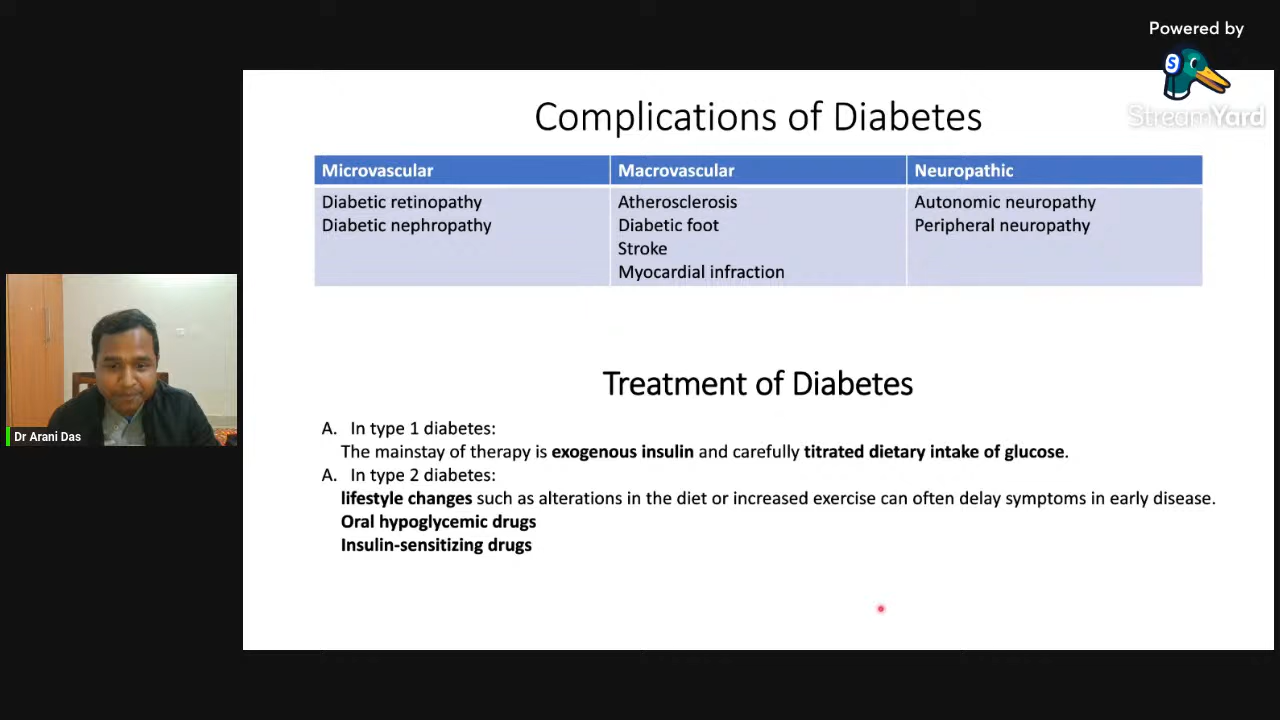 Powered by
S
StreamYard
Complications of Diabetes
Microvascular Macrovascular Neuropathic
Diabetic retinopathy Atherosclerosis Autonomic neuropathy
Diabetic nephropathy Diabetic foot Peripheral neuropathy
Stroke
Myocardial infraction
Treatment of Diabetes
A. In type 1 diabetes:
The mainstay of therapy is exogenous insulin and carefully titrated dietary intake of glucose.
A. In type 2 diabetes:
lifestyle changes such as alterations in the diet or increased exercise can often delay symptoms in early disease.
Oral hypoglycemic drugs
Insulin-sensitizing drugs
Dr Arani Das